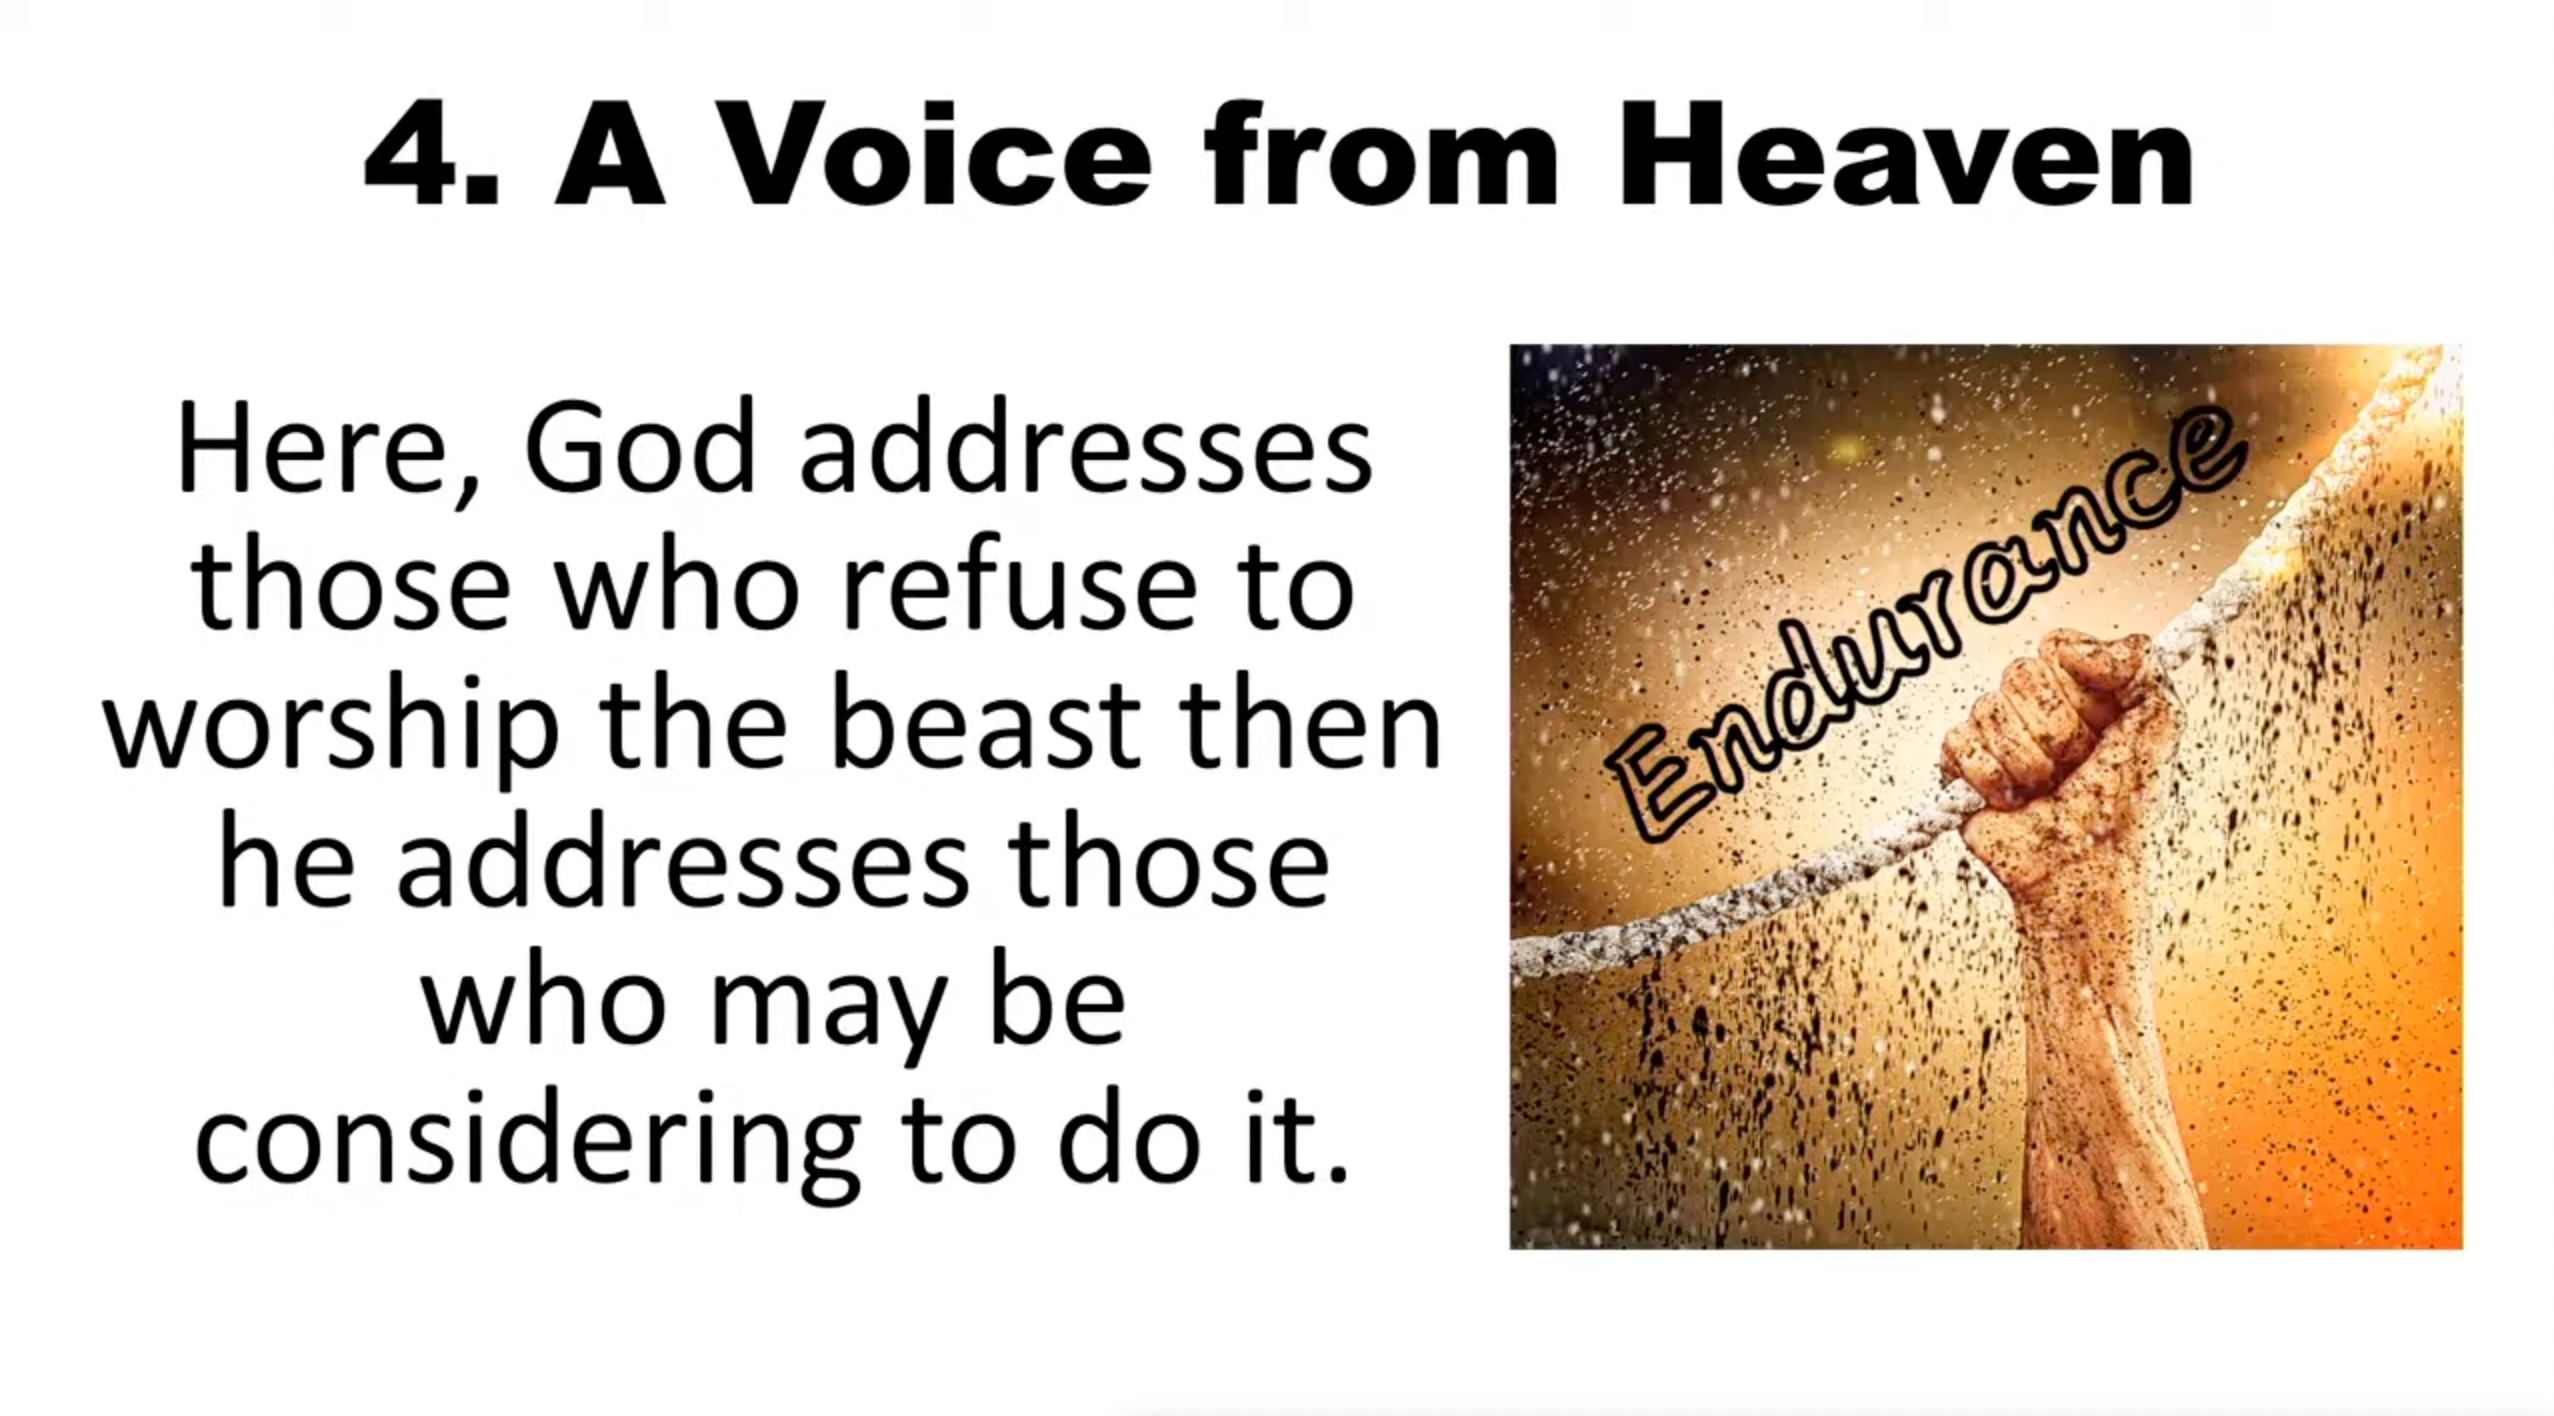 4. A Voice from Heaven
Here, God addresses
those who refuse to
worship the beast then
he addresses those
who may be
considering to do it.
Endurance